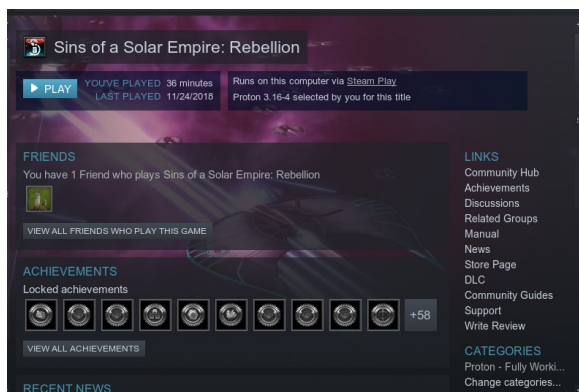 Sins of a Solar Empire: Rebellion
PLAY
YOU'VE PLAYED 36 minutes
LAST PLAYED 11/24/2018
Runs on this computer via Steam Play
Proton 3.16-4 selected by you for this title
FRIENDS
You have 1 Friend who plays Sins of a Solar Empire: Rebellion
VIEW ALL FRIENDS WHO PLAY THIS GAME
ACHIEVEMENTS
Locked achievements
+58
VIEW ALL ACHIEVEMENTS
RECENT NEWS
LINKS
Community Hub
Achievements
Discussions
Related Groups
Manual
News
Store Page
DLC
Community Guides
Support
Write Review
CATEGORIES
Proton - Fully Worki...
Change categories...